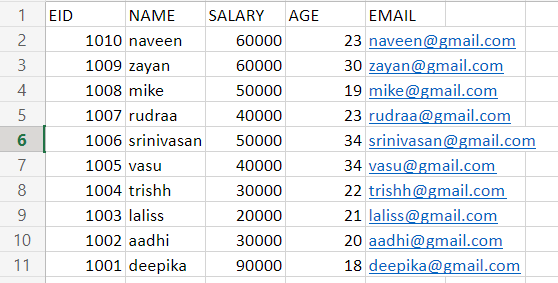 1 EID NAME SALARY AGE EMAIL
2 1010 naveen 60000 23 naveen@gmail.com
3 1009 zayan 60000 30 zayan@gmail.com
4 1008 mike 50000 19 mike@gmail.com
5 1007 rudraa 40000 23 rudraa@gmail.com
6 1006 srinivasan 50000 34 srinivasan@gmail.com
7 1005 vasu 40000 34 vasu@gmail.com
8 1004 trishh 30000 22 trishh@gmail.com
9 1003 laliss 20000 21 laliss@gmail.com
10 1002 aadhi 30000 20 aadhi@gmail.com
11 1001 deepika 90000 18 deepika@gmail.com